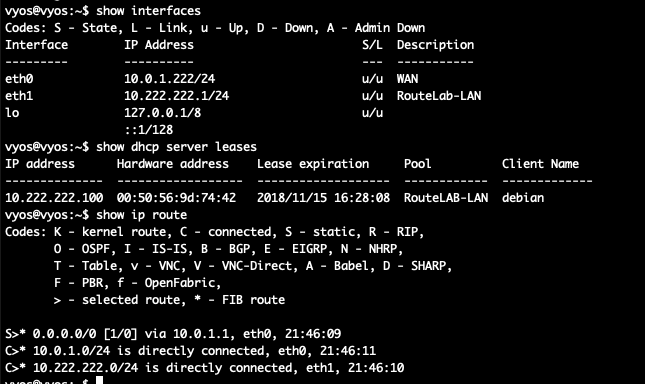 vyos@vyos:~$ show interfaces
Codes: S - State, L - Link, u - Up, D - Down, A - Admin Down
Interface        IP Address                        S/L  Description
---------        ----------                        ---  -----------
eth0             10.0.1.222/24                     u/u  WAN
eth1             10.222.222.1/24                   u/u  RouteLab-LAN
lo               127.0.0.1/8                       u/u
                 ::1/128
vyos@vyos:~$ show dhcp server leases
IP address      Hardware address   Lease expiration     Pool          Client Name
--------------  -----------------  -------------------  ------------  -------------
10.222.222.100  00:50:56:9d:74:42  2018/11/15 16:28:08  RouteLAB-LAN  debian
vyos@vyos:~$ show ip route
Codes: K - kernel route, C - connected, S - static, R - RIP,
       O - OSPF, I - IS-IS, B - BGP, E - EIGRP, N - NHRP,
       T - Table, v - VNC, V - VNC-Direct, A - Babel, D - SHARP,
       F - PBR, f - OpenFabric,
       > - selected route, * - FIB route

S>* 0.0.0.0/0 [1/0] via 10.0.1.1, eth0, 21:46:09
C>* 10.0.1.0/24 is directly connected, eth0, 21:46:11
C>* 10.222.222.0/24 is directly connected, eth1, 21:46:10
vyos@vyos:~$